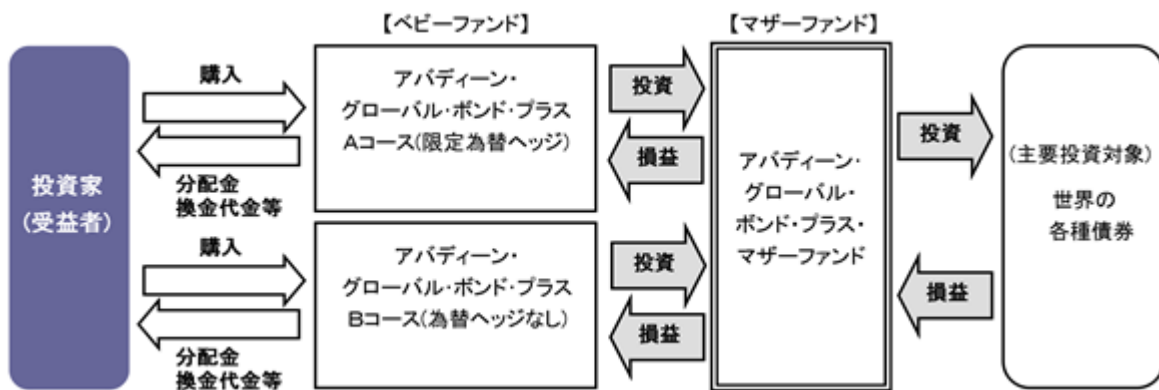 【ベビーファンド】
【マザーファンド】
投資家
(受益者)
購入
分配金
換金代金等
購入
分配金
換金代金等
アバディーン・
グローバル・ボンド・プラス
Aコース(限定為替ヘッジ)
アバディーン・
グローバル・ボンド・プラス
Bコース(為替ヘッジなし)
投資
損益
投資
損益
アバディーン・
グローバル・
ボンド・プラス・
マザーファンド
投資
損益
(主要投資対象)
世界の
各種債券